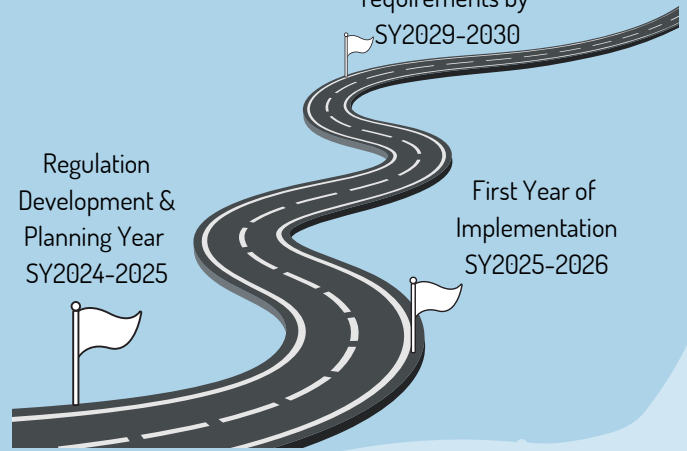 requirements by
SY2029-2030
Regulation
Development &
Planning Year
SY2024-2025
First Year of
Implementation
SY2025-2026